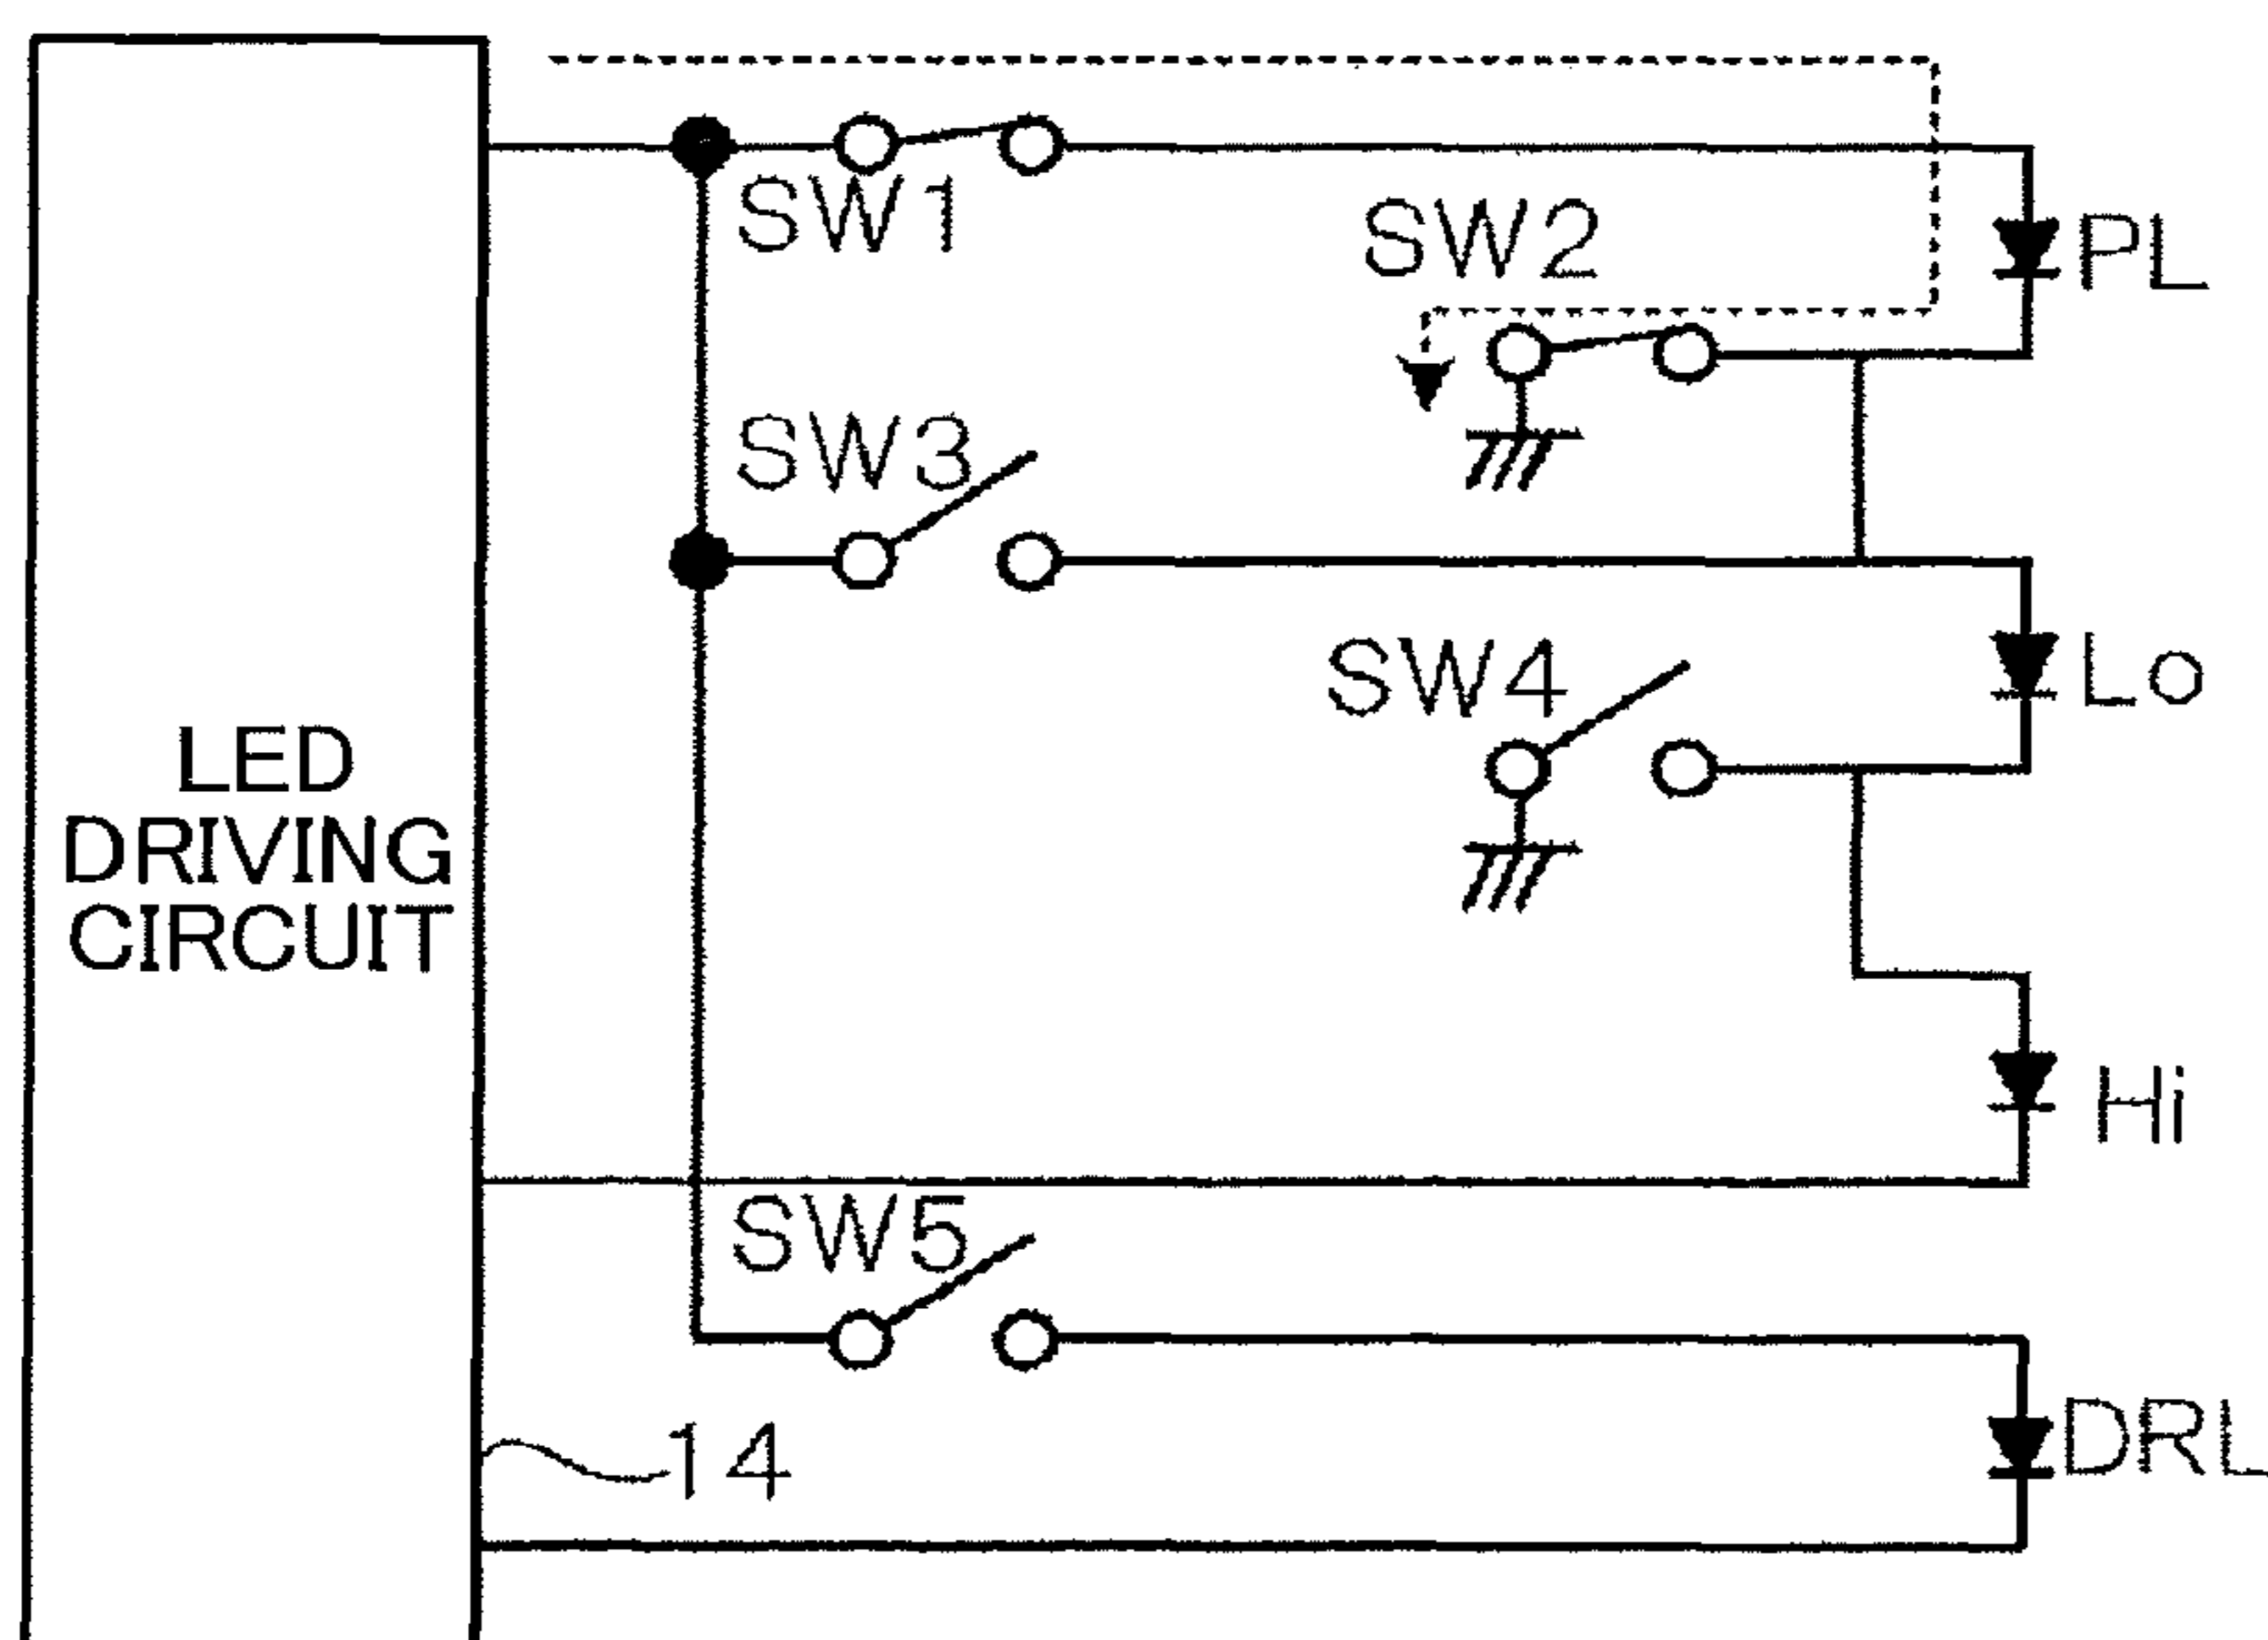 SW1
SW2
PL
SW3
SW4
Lo
LED
DRIVING
CIRCUIT
Hi
SW5
14
DRL